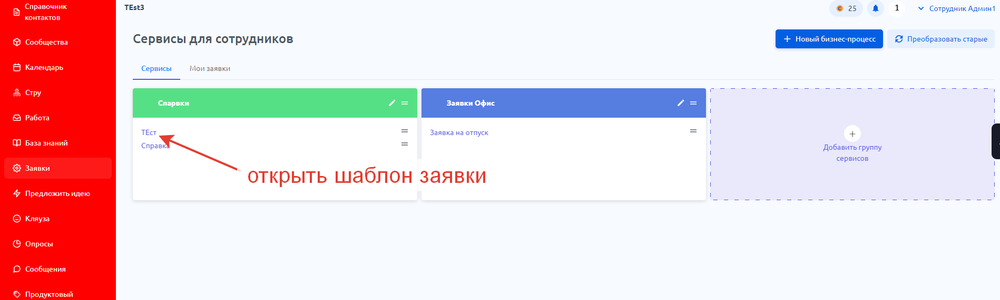 Справочник
контактов
Сообщества
Календарь
Стру
Работа
База знаний
Заявки
Предложить идею
Кляуза
Опросы
Сообщения
Продуктовый
TEst3
25
1
Сотрудник Админ1
Сервисы для сотрудников
Новый бизнес-процесс
Преобразовать старые
Сервисы
Мои заявки
Спарвки
ТЕст
Справка
Заявки Офис
Заявка на отпуск
Добавить группу
сервисов
открыть шаблон заявки